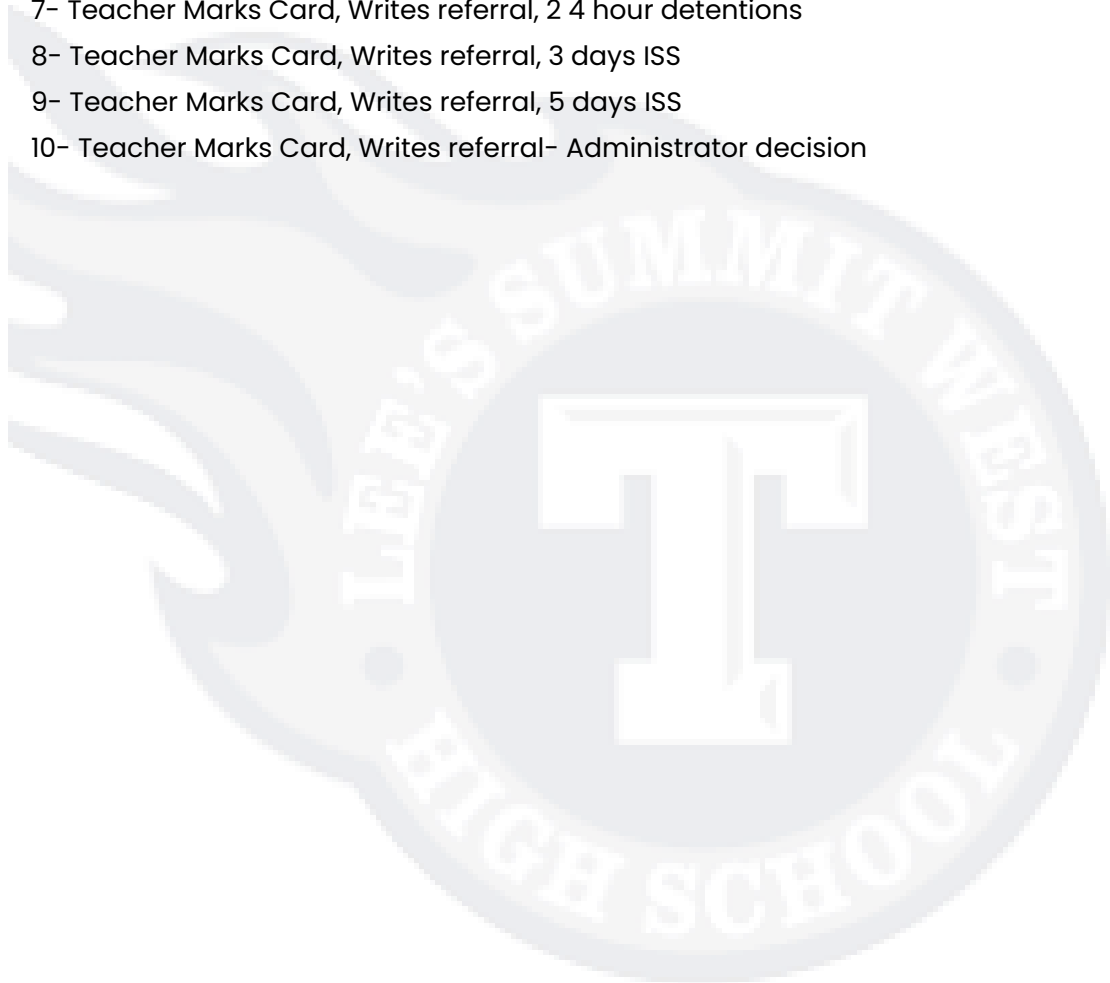 7- Teacher Marks Card, Writes referral, 2 4 hour detentions
8- Teacher Marks Card, Writes referral, 3 days ISS
9- Teacher Marks Card, Writes referral, 5 days ISS
10- Teacher Marks Card, Writes referral- Administrator decision
LEE'S SUMMIT WEST
T
HIGH SCHOOL